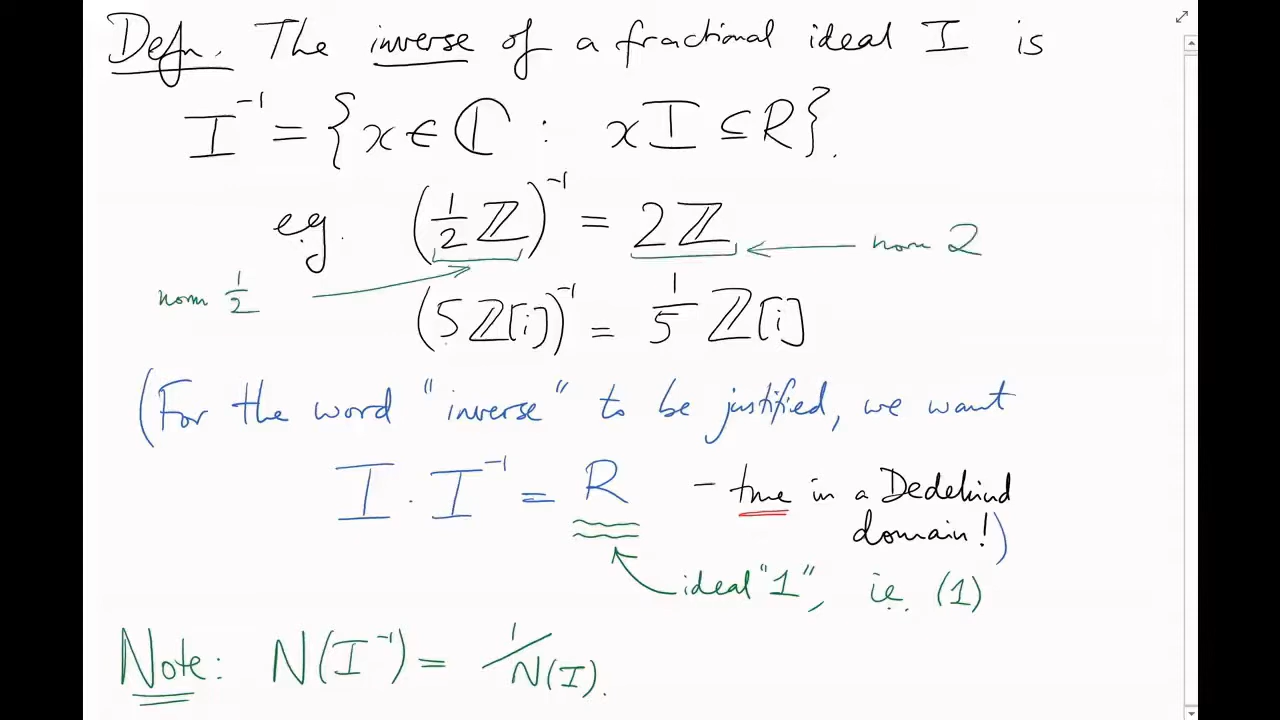 Defn. The inverse of a fractional ideal I is
I⁻¹ = {x ∈ ℂ : xI ⊆ R}.
e.g. (½ℤ)⁻¹ = 2ℤ ← norm 2
norm ½
(5ℤ[i])⁻¹ = 1/5 ℤ[i]
(For the word "inverse" to be justified, we want
I · I⁻¹ = R – true in a Dedekind
domain!)
ideal "1", ie. (1)
Note: N(I⁻¹) = 1/N(I).